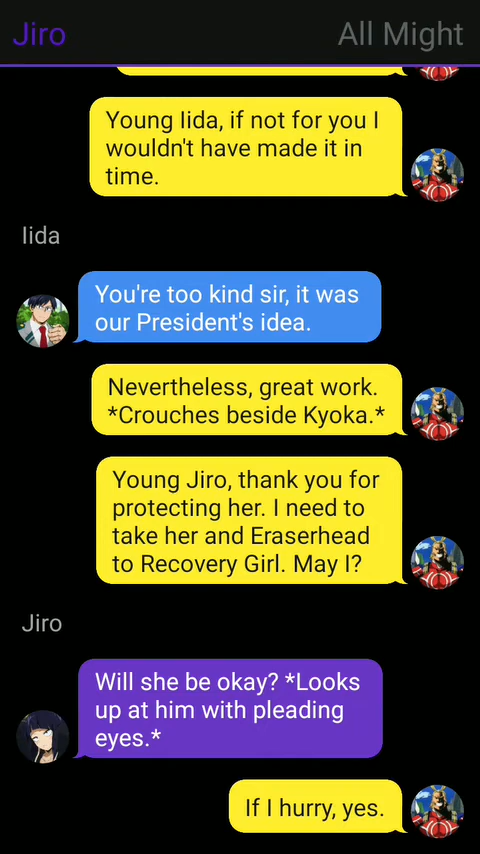 Jiro All Might
Young Iida, if not for you I
wouldn't have made it in
time.
Iida
You're too kind sir, it was
our President's idea.
Nevertheless, great work.
*Crouches beside Kyoka.*
Young Jiro, thank you for
protecting her. I need to
take her and Eraserhead
to Recovery Girl. May I?
Jiro
Will she be okay? *Looks
up at him with pleading
eyes.*
If I hurry, yes.